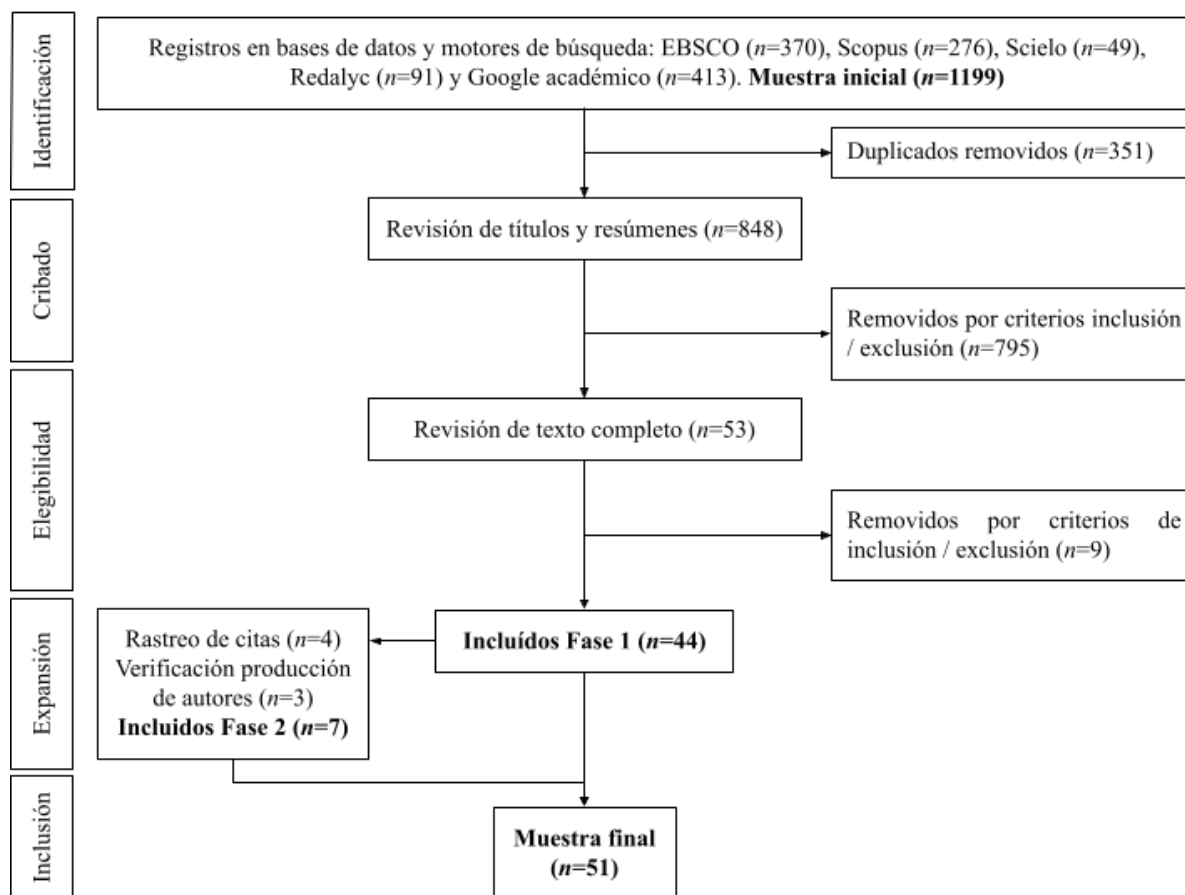 Identificación
Registros en bases de datos y motores de búsqueda: EBSCO (n=370), Scopus (n=276), Scielo (n=49),
Redalyc (n=91) y Google académico (n=413). Muestra inicial (n=1199)
Duplicados removidos (n=351)
Cribado
Revisión de títulos y resúmenes (n=848)
Removidos por criterios inclusión
/ exclusión (n=795)
Elegibilidad
Revisión de texto completo (n=53)
Removidos por criterios de
inclusión / exclusión (n=9)
Expansión
Incluídos Fase 1 (n=44)
Rastreo de citas (n=4)
Verificación producción
de autores (n=3)
Incluidos Fase 2 (n=7)
Inclusión
Muestra final
(n=51)